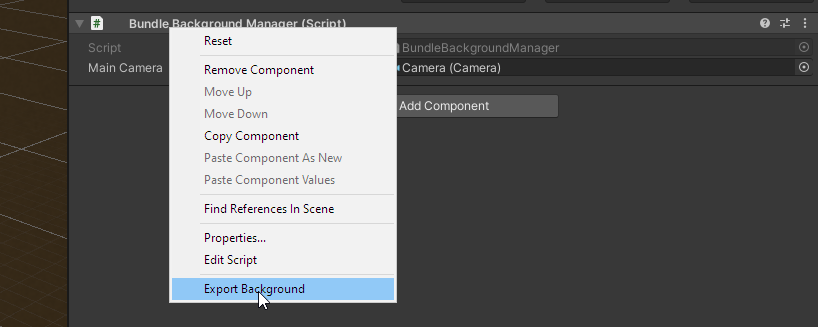 # Bundle Background Manager (Script)
Script BundleBackgroundManager
Main Camera Camera (Camera)
Add Component
Reset
Remove Component
Move Up
Move Down
Copy Component
Paste Component As New
Paste Component Values
Find References In Scene
Properties...
Edit Script
Export Background